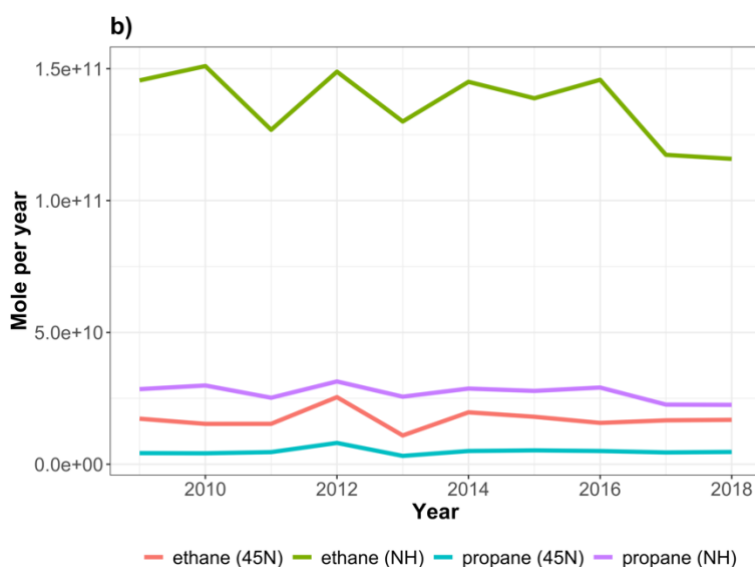 b)
1.5e+11
1.0e+11
5.0e+10
0.0e+00
Mole per year
2010 2012 2014 2016 2018
Year
ethane (45N) ethane (NH) propane (45N) propane (NH)